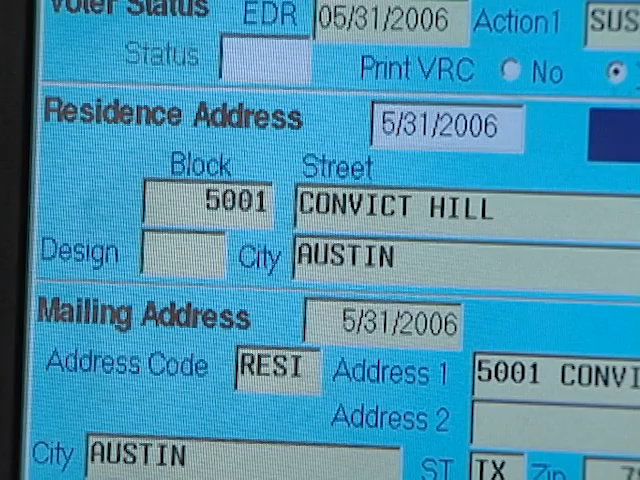 Voter Status EDR 05/31/2006 Action1 SUS
Status Print VRC No
Residence Address 5/31/2006
Block Street
5001 CONVICT HILL
Design City AUSTIN
Mailing Address 5/31/2006
Address Code RESI Address 1 5001 CONVI
Address 2
City AUSTIN ST TX Zip 7